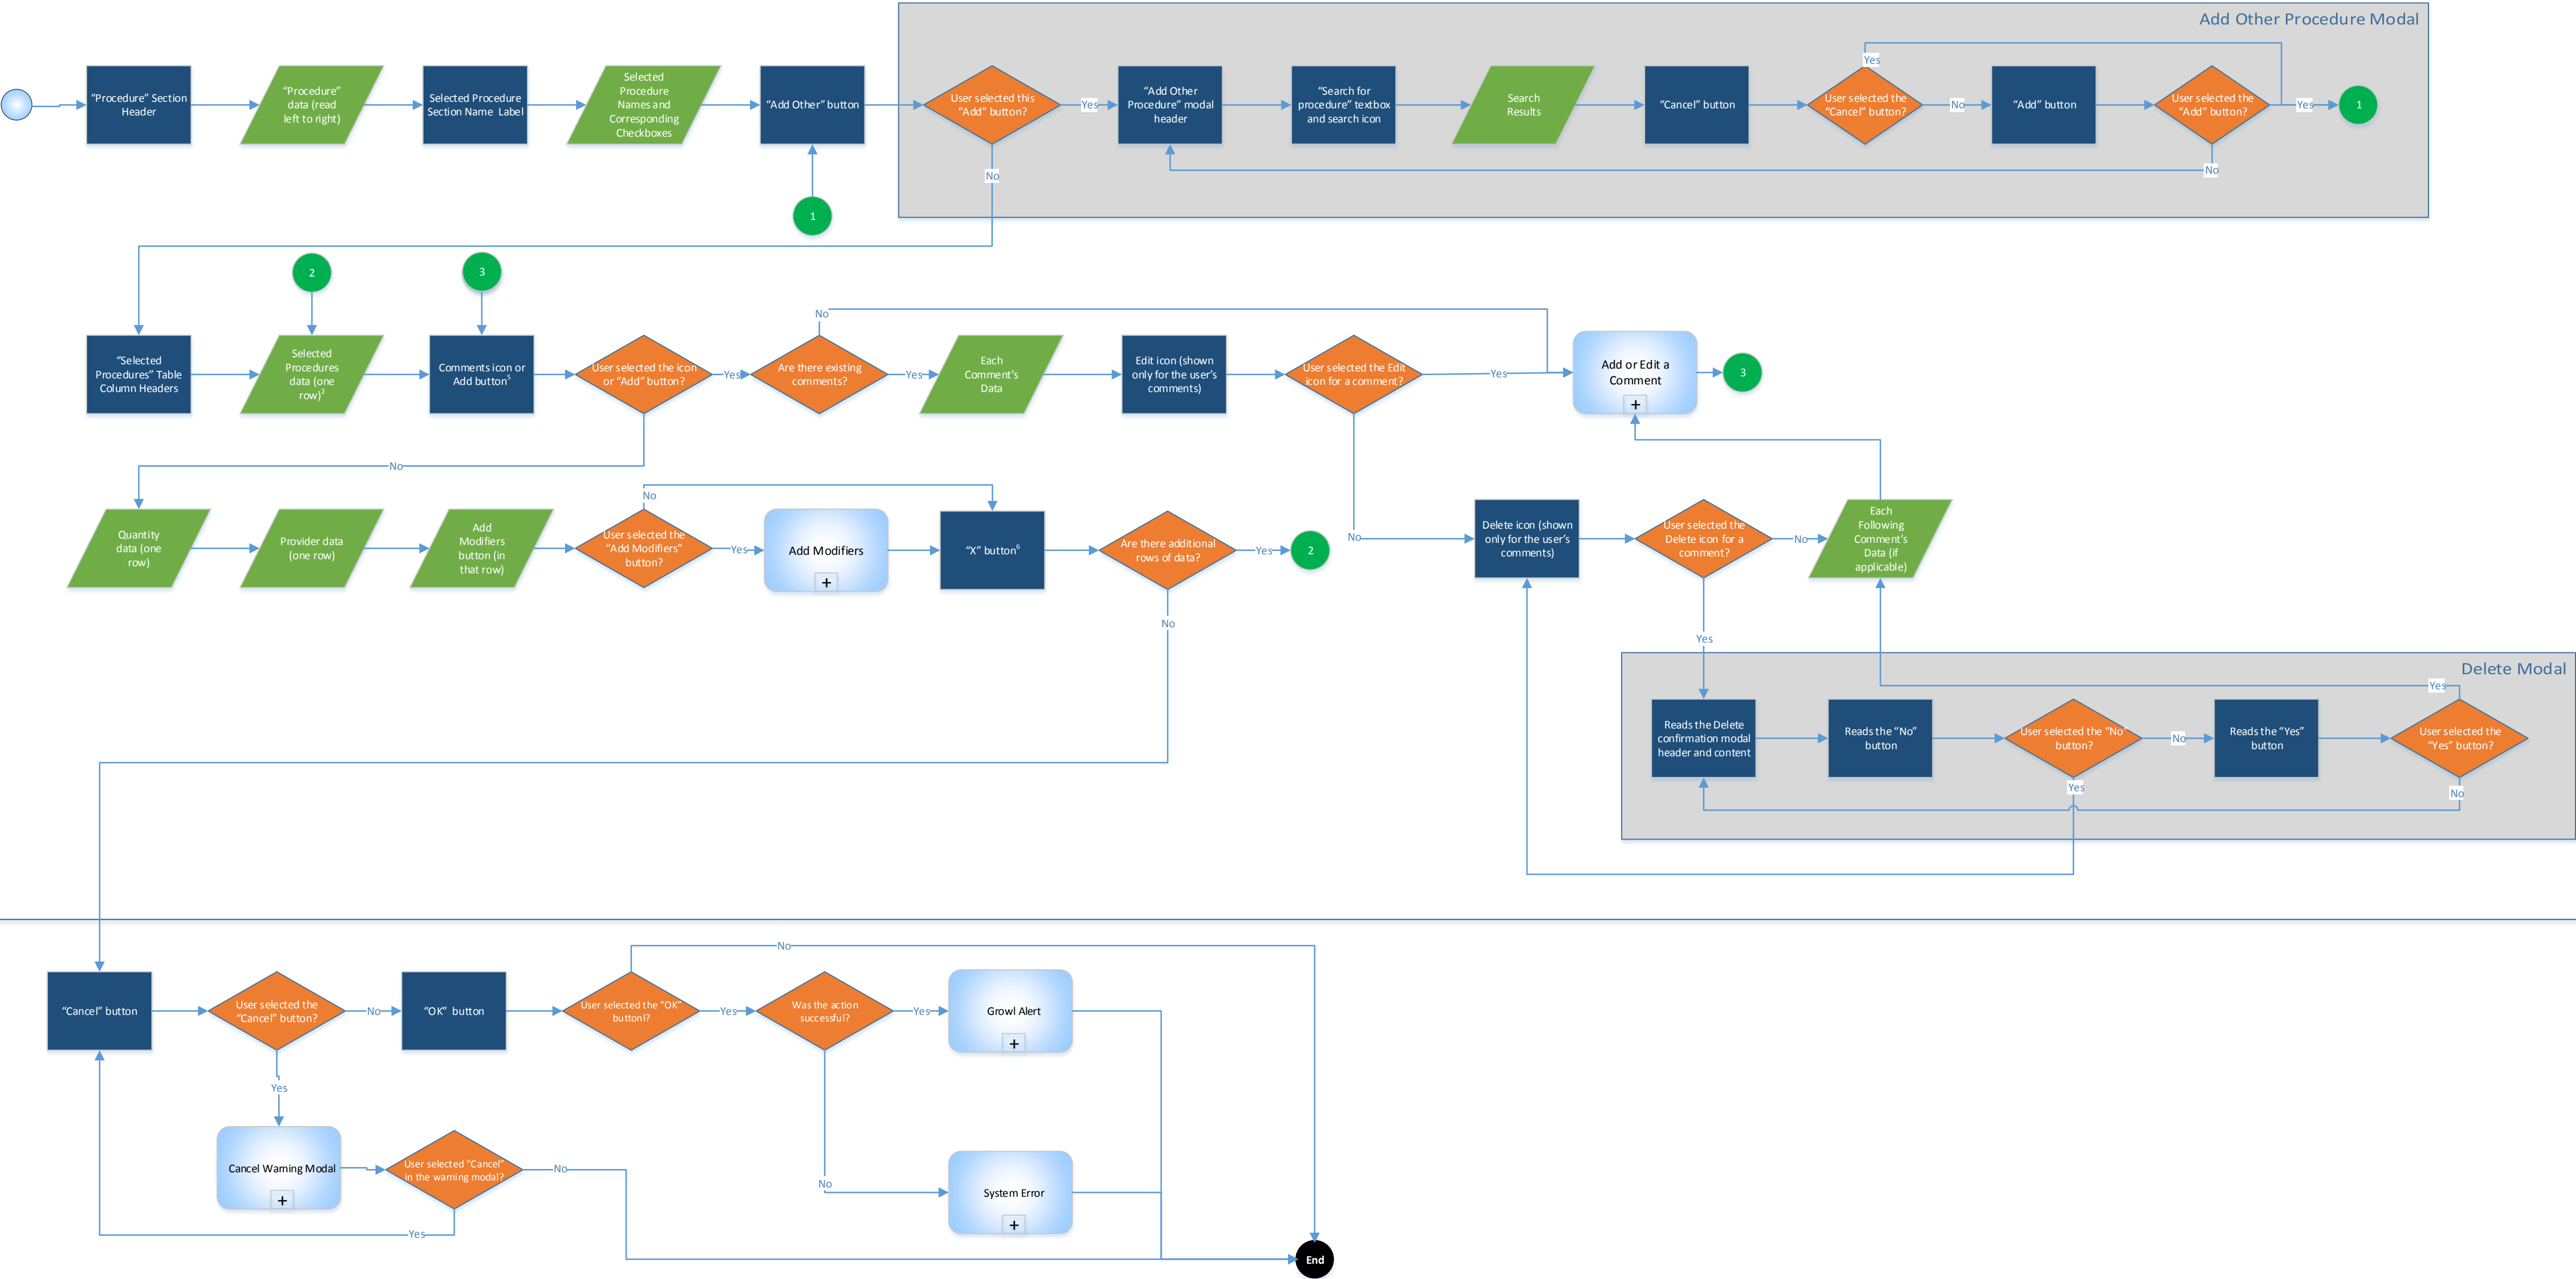 Add Other Procedure Modal
“Procedure” Section
Header
“Procedure”
data (read
left to right)
Selected Procedure
Section Name Label
Selected
Procedure
Names and
Corresponding
Checkboxes
“Add Other” button
User selected this
“Add” button?
Yes
“Add Other
Procedure” modal
header
“Search for
procedure” textbox
and search icon
Search
Results
“Cancel” button
Yes
User selected the
“Cancel” button?
No
“Add” button
User selected the
“Add” button?
Yes
1
No
No
1
2
3
“Selected
Procedures” Table
Column Headers
Selected
Procedures
data (one
row)2
Comments icon or
Add button5
User selected the icon
or “Add” button?
Yes
No
Are there existing
comments?
Yes
Each
Comment’s
Data
Edit icon (shown
only for the user’s
comments)
User selected the Edit
icon for a comment?
Yes
Add or Edit a
Comment
+
3
No
No
Quantity
data (one
row)
Provider data
(one row)
Add
Modifiers
button (in
that row)
No
User selected the
“Add Modifiers”
button?
Yes
Add Modifiers
+
“X” button6
Are there additional
rows of data?
Yes
2
No
Delete icon (shown
only for the user’s
comments)
User selected the
Delete icon for a
comment?
No
Each
Following
Comment’s
Data (if
applicable)
Yes
Delete Modal
Reads the Delete
confirmation modal
header and content
Reads the “No”
button
User selected the “No”
button?
No
Reads the “Yes”
button
Yes
User selected the
“Yes” button?
Yes
No
“Cancel” button
User selected the
“Cancel” button?
No
“OK” button
No
User selected the “OK”
buttonl?
Yes
Was the action
successful?
Yes
Growl Alert
+
Yes
Cancel Warning Modal
+
User selected “Cancel”
in the warning modal?
No
Yes
No
System Error
+
End